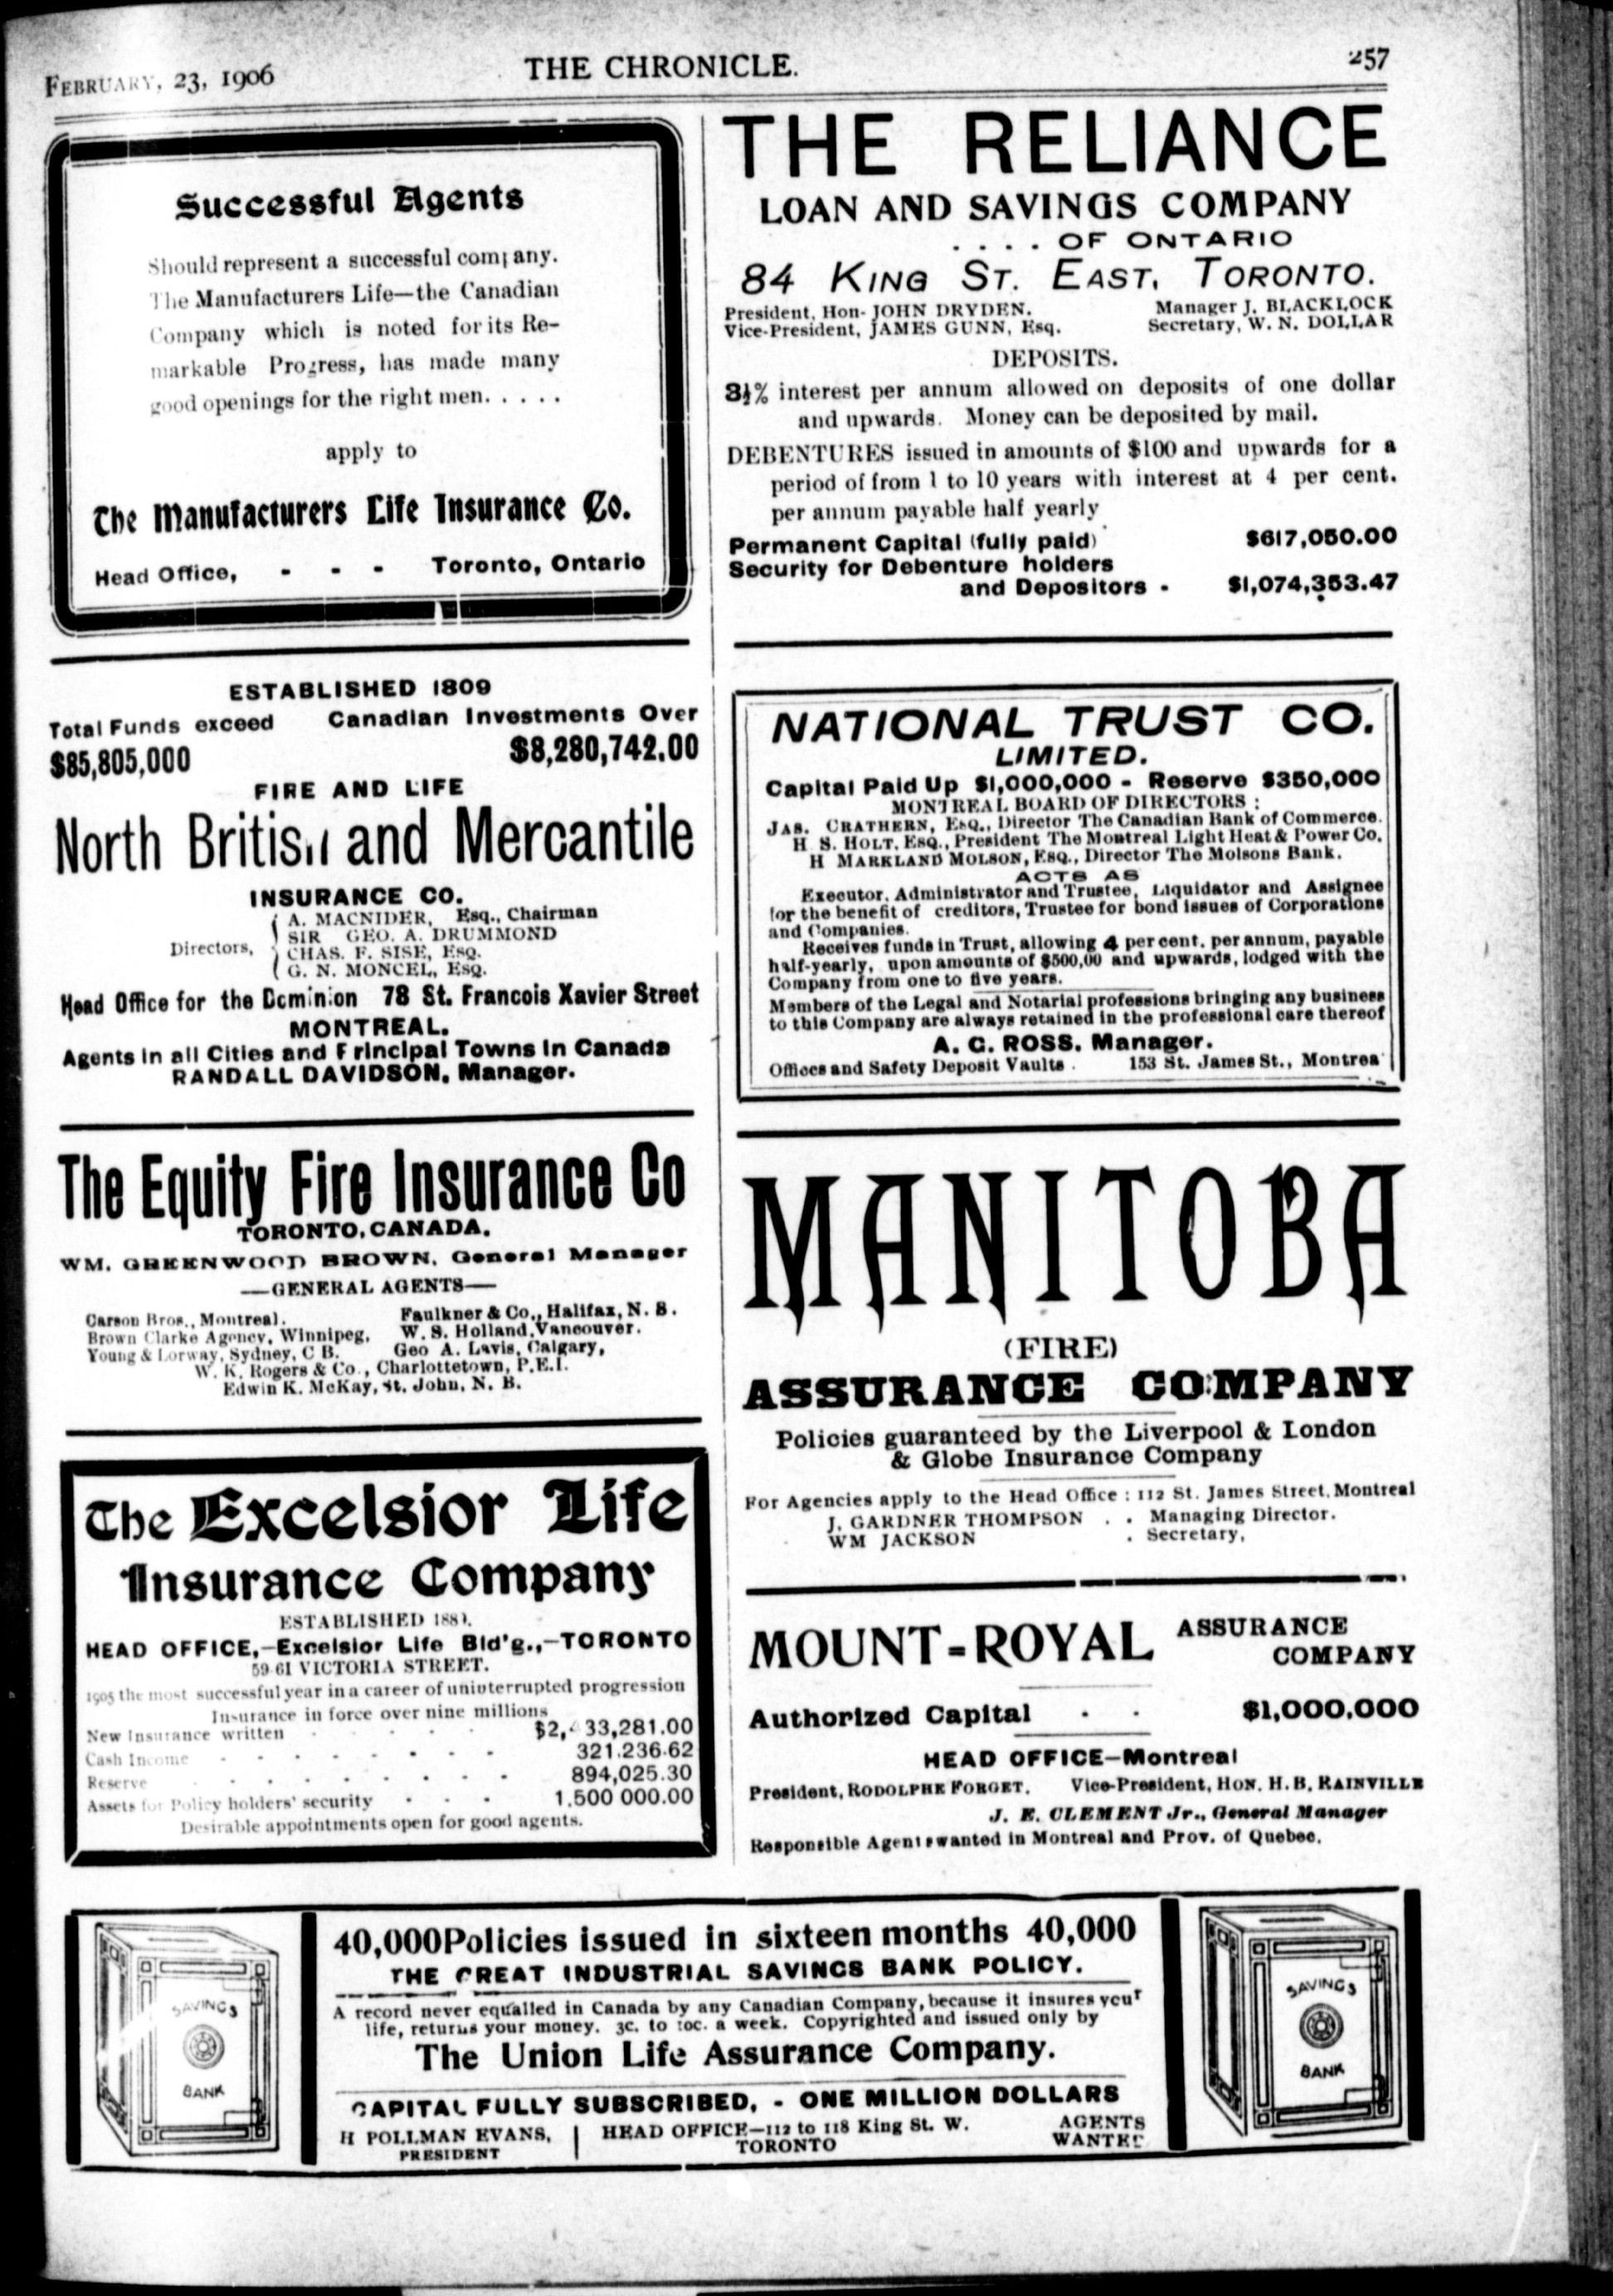 FEBRUARY, 23, 1906
THE CHRONICLE.
257
Successful Agents
Should represent a successful company.
The Manufacturers Life—the Canadian
Company which is noted for its Re-
markable Progress, has made many
good openings for the right men. . . . .
apply to
The Manufacturers Life Insurance Co.
Head Office, - - - Toronto, Ontario
ESTABLISHED 1809
Total Funds exceed Canadian Investments Over
$85,805,000 $8,280,742.00
FIRE AND LIFE
North British and Mercantile
INSURANCE CO.
Directors,
A. MACNIDER, Esq., Chairman
SIR GEO. A. DRUMMOND
CHAS. F. SISE, ESQ.
G. N. MONCEL, ESQ.
Head Office for the Dominion 78 St. Francois Xavier Street
MONTREAL.
Agents in all Cities and Principal Towns in Canada
RANDALL DAVIDSON, Manager.
The Equity Fire Insurance Co
TORONTO, CANADA.
WM. GREENWOOD BROWN, General Manager
—GENERAL AGENTS—
Carson Bros., Montreal. Faulkner & Co., Halifax, N. S.
Brown Clarke Agency, Winnipeg, W. S. Holland, Vancouver.
Young & Lorway, Sydney, C B. Geo A. Lavis, Calgary,
W. K. Rogers & Co., Charlottetown, P.E.I.
Edwin K. McKay, St. John, N. B.
The Excelsior Life
Insurance Company
ESTABLISHED
HEAD OFFICE,—Excelsior Life Bld'g.,—TORONTO
59-61 VICTORIA STREET.
1905 the most successful year in a career of uninterrupted progression
Insurance in force over nine millions
New Insurance written $2, 33,281.00
Cash Income - - - - - - - 321.236.62
Reserve . . . . . . . 894,025.30
Assets for Policy holders' security . . . 1.500 000.00
Desirable appointments open for good agents.
THE RELIANCE
LOAN AND SAVINGS COMPANY
. . . . OF ONTARIO
84 KING ST. EAST, TORONTO.
President, Hon- JOHN DRYDEN. Manager J. BLACKLOCK
Vice-President, JAMES GUNN, Esq. Secretary, W. N. DOLLAR
DEPOSITS.
3½% interest per annum allowed on deposits of one dollar
and upwards. Money can be deposited by mail.
DEBENTURES issued in amounts of $100 and upwards for a
period of from 1 to 10 years with interest at 4 per cent.
per annum payable half yearly
Permanent Capital (fully paid) $617,050.00
Security for Debenture holders
and Depositors - $1,074,353.47
NATIONAL TRUST CO.
LIMITED.
Capital Paid Up $1,000,000 - Reserve $350,000
MONTREAL BOARD OF DIRECTORS :
JAS. CRATHERN, ESQ., Director The Canadian Bank of Commerce.
H S. HOLT, ESQ., President The Montreal Light Heat & Power Co.
H MARKLAND MOLSON, ESQ., Director The Molsons Bank.
ACTS AS
Executor, Administrator and Trustee, Liquidator and Assignee
for the benefit of creditors, Trustee for bond issues of Corporations
and Companies.
Receives funds in Trust, allowing 4 per cent. per annum, payable
half-yearly, upon amounts of $500,00 and upwards, lodged with the
Company from one to five years.
Members of the Legal and Notarial professions bringing any business
to this Company are always retained in the professional care thereof
A. G. ROSS. Manager.
Offices and Safety Deposit Vaults . 153 St. James St., Montrea
MANITOBA
(FIRE)
ASSURANCE COMPANY
Policies guaranteed by the Liverpool & London
& Globe Insurance Company
For Agencies apply to the Head Office : 112 St. James Street, Montreal
J. GARDNER THOMPSON . . Managing Director.
WM JACKSON . Secretary,
MOUNT=ROYAL ASSURANCE
COMPANY
Authorized Capital . . $1,000.000
HEAD OFFICE—Montreal
President, RODOLPHE FORGET. Vice-President, HON. H. B. RAINVILLE
J. E. CLEMENT Jr., General Manager
Responsible Agents wanted in Montreal and Prov. of Quebec.
SAVINGS
BANK
40,000 Policies issued in sixteen months 40,000
THE GREAT INDUSTRIAL SAVINGS BANK POLICY.
A record never equalled in Canada by any Canadian Company, because it insures your
life, returns your money. 3c. to 10c. a week. Copyrighted and issued only by
The Union Life Assurance Company.
CAPITAL FULLY SUBSCRIBED, - ONE MILLION DOLLARS
H POLLMAN EVANS,
PRESIDENT
HEAD OFFICE—112 to 118 King St. W.
TORONTO
AGENTS
WANTED
SAVINGS
BANK